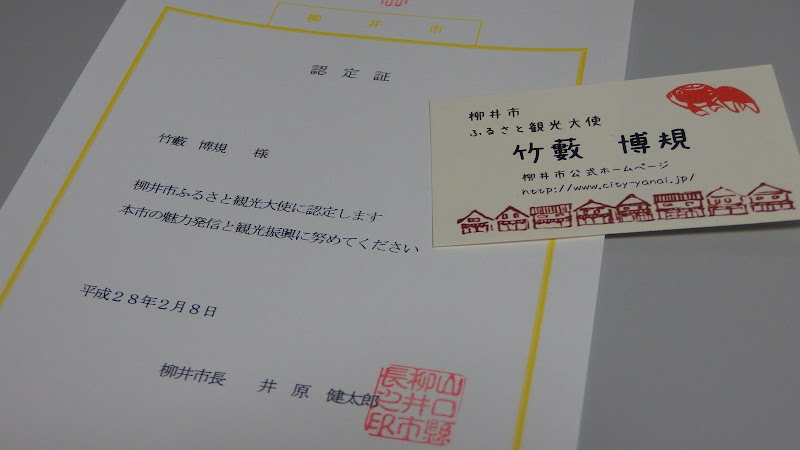 柳井市
認定証
竹藪 博規 様
柳井市ふるさと観光大使に認定します
本市の魅力発信と観光振興に努めてください
平成28年2月8日
柳井市長 井原 健太郎
山口縣
柳井市
長之印
柳井市
ふるさと観光大使
竹藪 博規
柳井市公式ホームページ
http://www.city-yanai.jp/